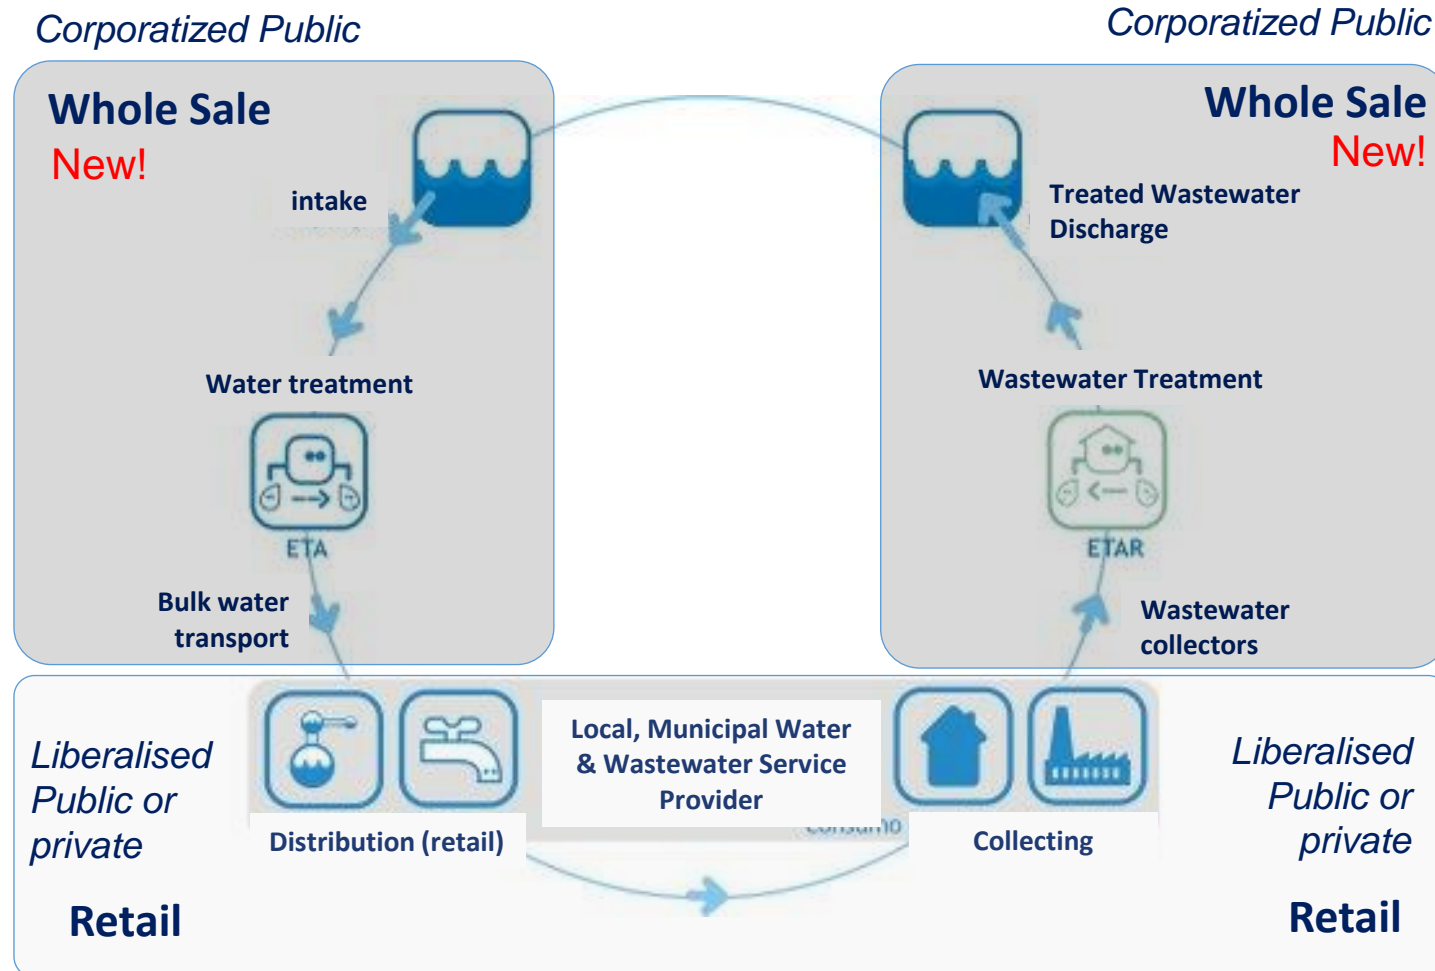 Corporatized Public
Corporatized Public
Whole Sale
New!
Whole Sale
New!
intake
Treated Wastewater
Discharge
Water treatment
Wastewater Treatment
ETA
ETAR
Bulk water
transport
Wastewater
collectors
Liberalised
Public or
private
Local, Municipal Water
& Wastewater Service
Provider
Liberalised
Public or
private
Distribution (retail)
consumo
Collecting
Retail
Retail